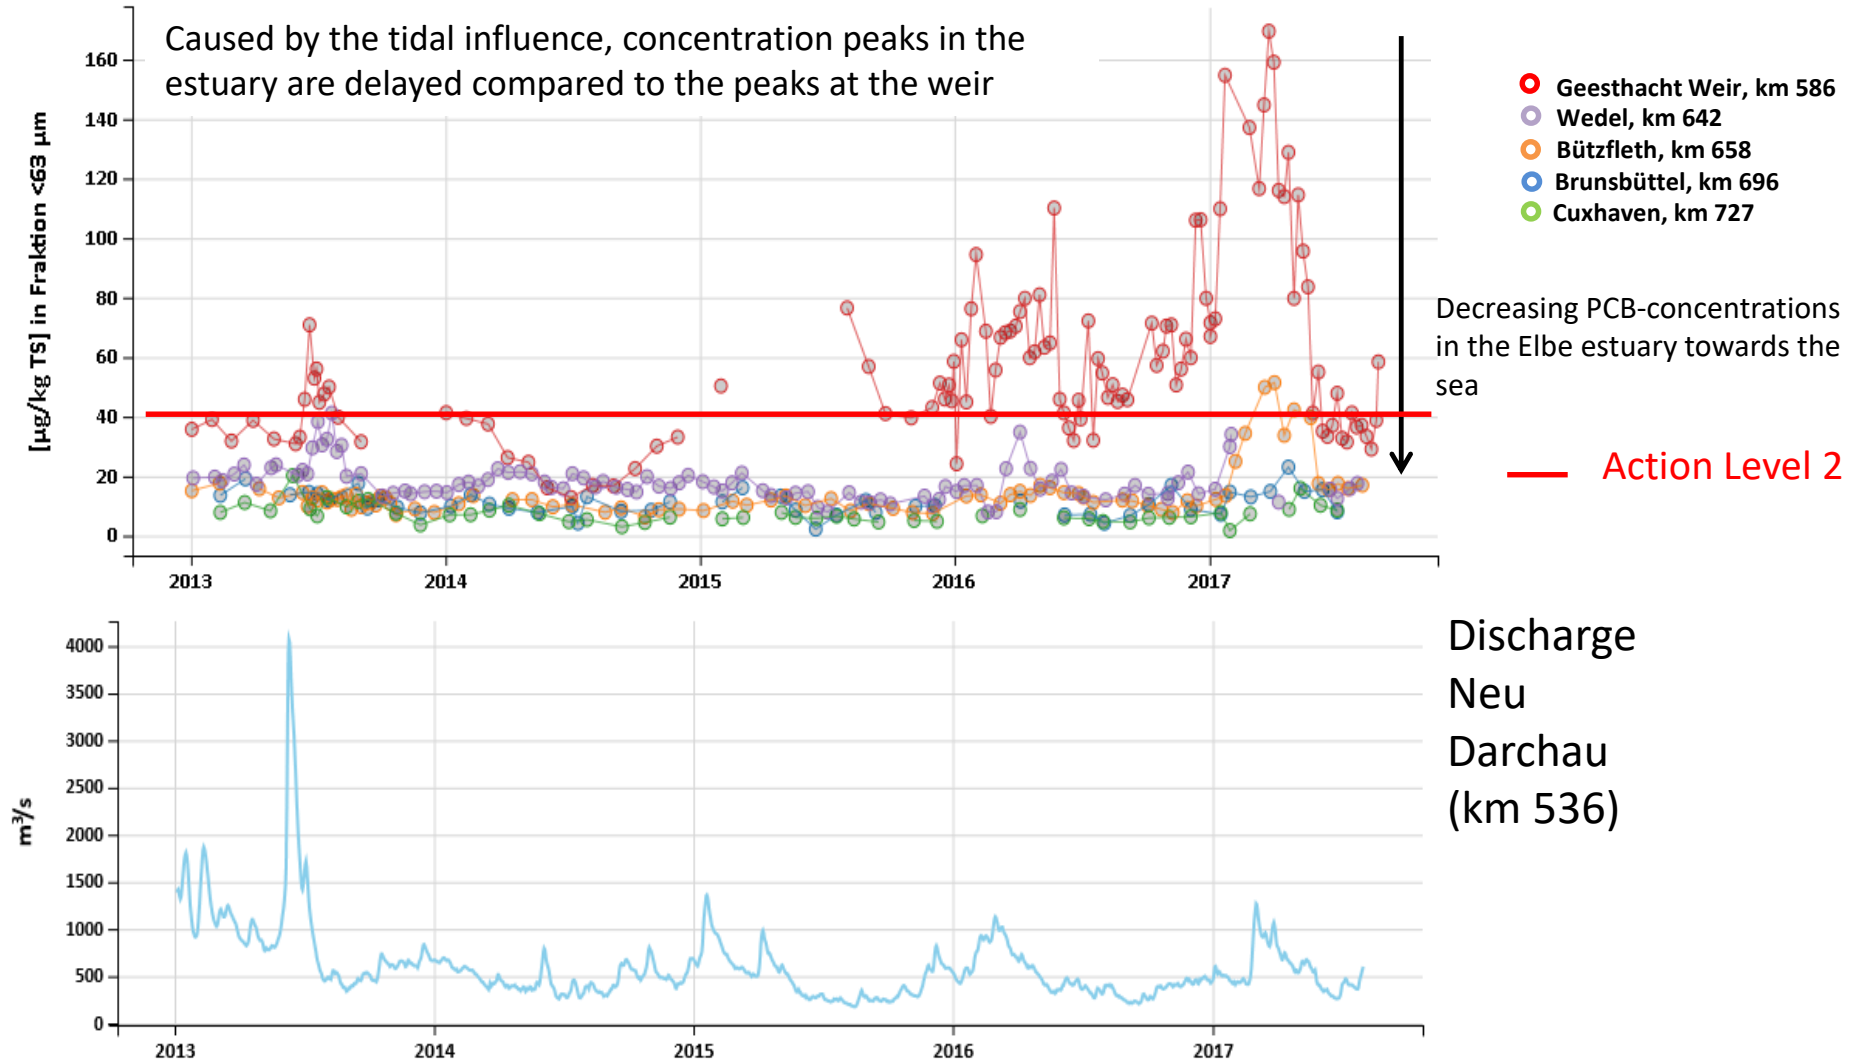 Caused by the tidal influence, concentration peaks in the
estuary are delayed compared to the peaks at the weir
[µg/kg TS] in Fraktion <63 µm
160
140
120
100
80
60
40
20
0
2013
2014
2015
2016
2017
Geesthacht Weir, km 586
Wedel, km 642
Bützfleth, km 658
Brunsbüttel, km 696
Cuxhaven, km 727
Decreasing PCB-concentrations
in the Elbe estuary towards the
sea
Action Level 2
m³/s
4000
3500
3000
2500
2000
1500
1000
500
0
2013
2014
2015
2016
2017
Discharge
Neu
Darchau
(km 536)